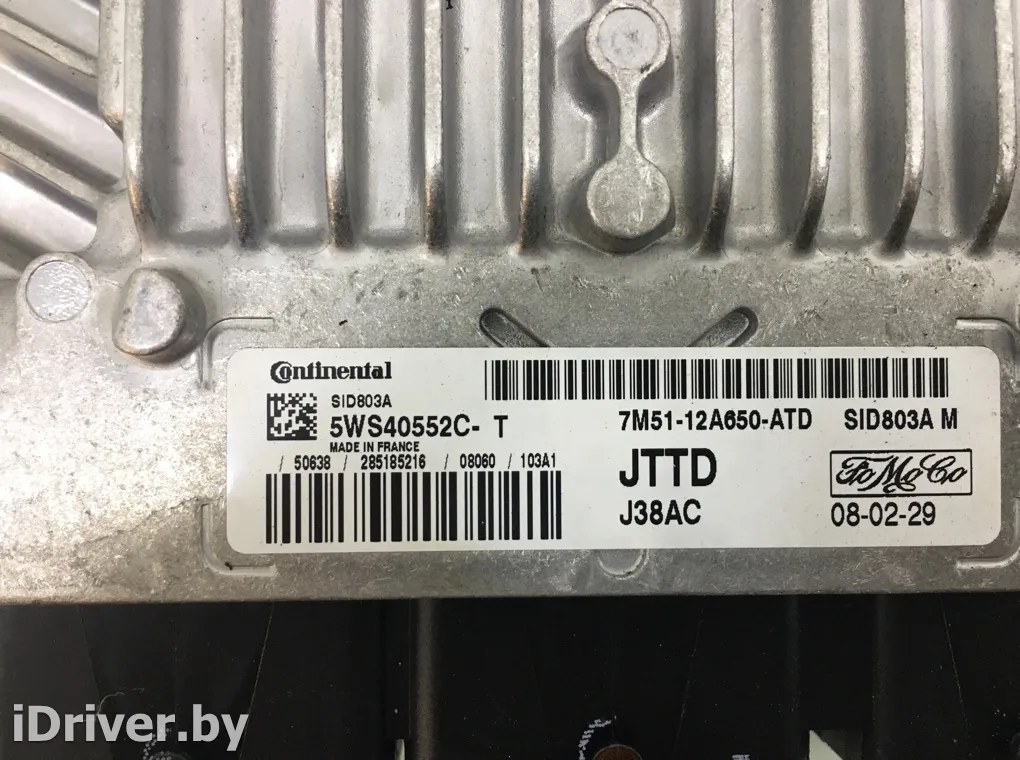 Continental
SID803A
5WS40552C- T
MADE IN FRANCE
/ 50638 / 285185216 / 08060 / 103A1
7M51-12A650-ATD SID803A M
JTTD
J38AC
FoMoCo
08-02-29
iDriver.by